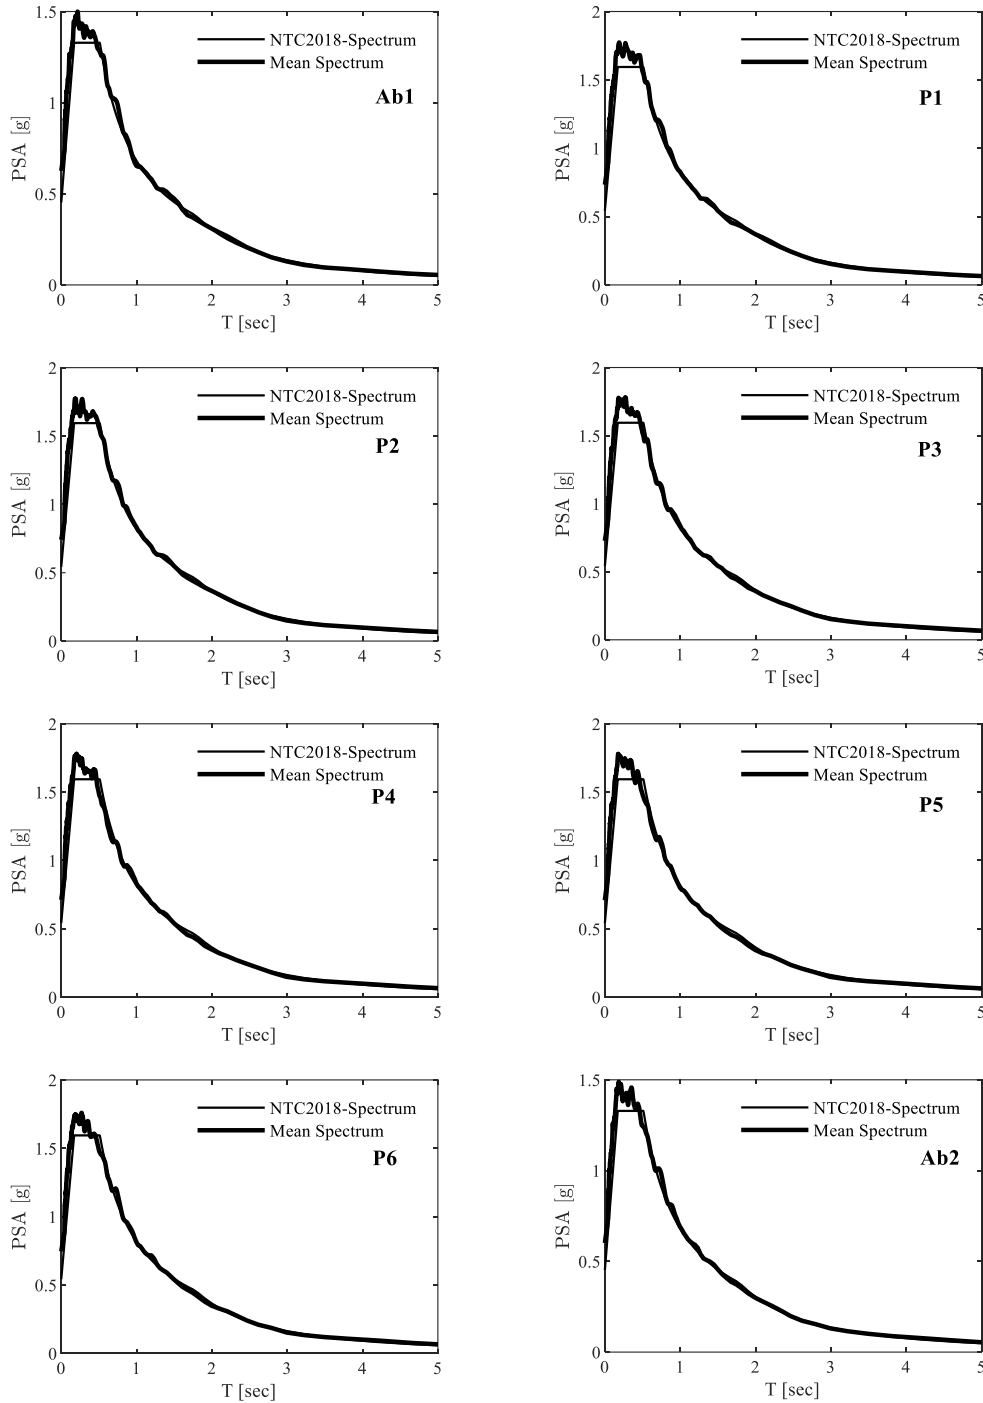 1.5
1
0.5
0
PSA [g]
0 1 2 3 4 5
T [sec]
NTC2018-Spectrum
Mean Spectrum
Ab1
2
1.5
1
0.5
0
PSA [g]
0 1 2 3 4 5
T [sec]
NTC2018-Spectrum
Mean Spectrum
P1
2
1.5
1
0.5
0
PSA [g]
0 1 2 3 4 5
T [sec]
NTC2018-Spectrum
Mean Spectrum
P2
2
1.5
1
0.5
0
PSA [g]
0 1 2 3 4 5
T [sec]
NTC2018-Spectrum
Mean Spectrum
P3
2
1.5
1
0.5
0
PSA [g]
0 1 2 3 4 5
T [sec]
NTC2018-Spectrum
Mean Spectrum
P4
2
1.5
1
0.5
0
PSA [g]
0 1 2 3 4 5
T [sec]
NTC2018-Spectrum
Mean Spectrum
P5
2
1.5
1
0.5
0
PSA [g]
0 1 2 3 4 5
T [sec]
NTC2018-Spectrum
Mean Spectrum
P6
1.5
1
0.5
0
PSA [g]
0 1 2 3 4 5
T [sec]
NTC2018-Spectrum
Mean Spectrum
Ab2